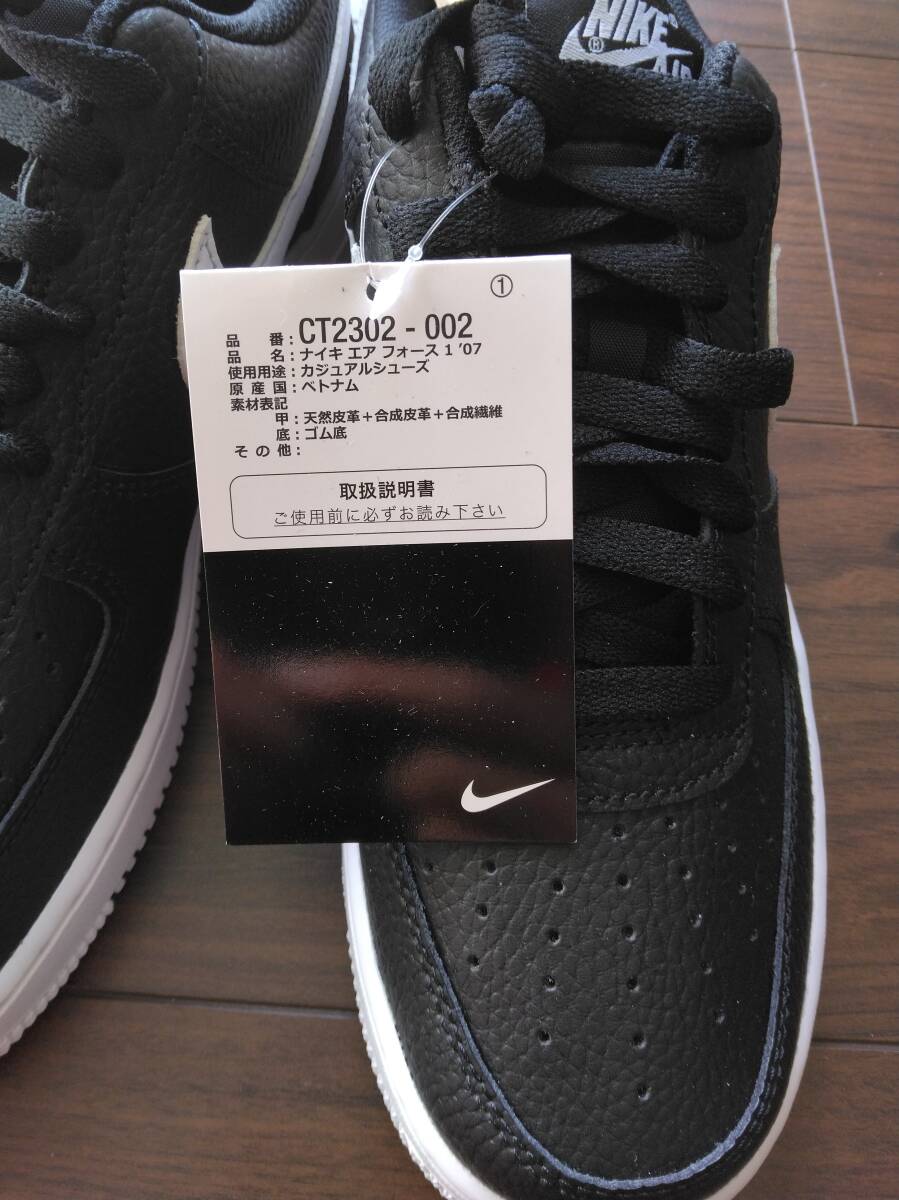 NIKE
®
AIR
①
品 番：CT2302 - 002
品 名：ナイキ エア フォース 1 '07
使用用途：カジュアルシューズ
原 産 国：ベトナム
素材表記
甲：天然皮革＋合成皮革＋合成繊維
底：ゴム底
そ の 他：
取扱説明書
ご使用前に必ずお読み下さい